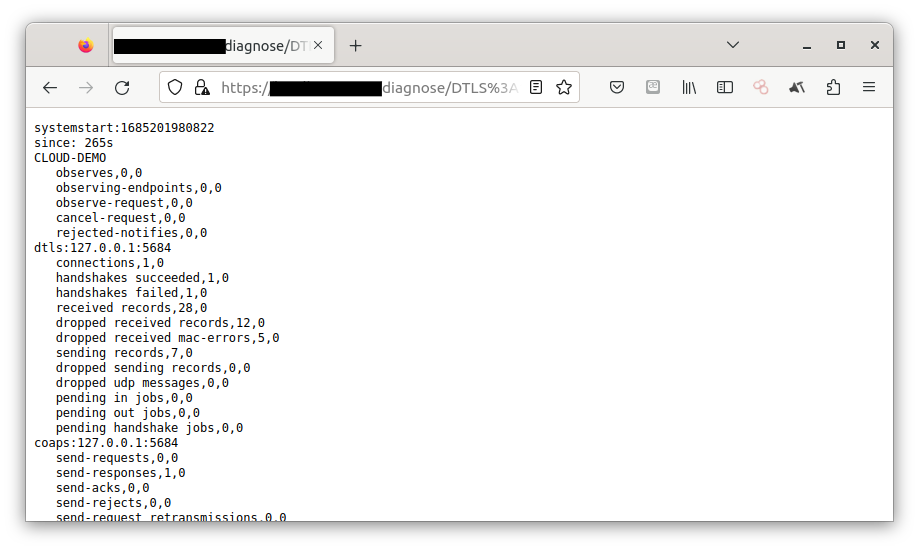 diagnose/DT
https://
diagnose/DTLS%3A
systemstart:1685201980822
since: 265s
CLOUD-DEMO
observes,0,0
observing-endpoints,0,0
observe-request,0,0
cancel-request,0,0
rejected-notifies,0,0
dtls:127.0.0.1:5684
connections,1,0
handshakes succeeded,1,0
handshakes failed,1,0
received records,28,0
dropped received records,12,0
dropped received mac-errors,5,0
sending records,7,0
dropped sending records,0,0
dropped udp messages,0,0
pending in jobs,0,0
pending out jobs,0,0
pending handshake jobs,0,0
coaps:127.0.0.1:5684
send-requests,0,0
send-responses,1,0
send-acks,0,0
send-rejects,0,0
send-request retransmissions,0,0